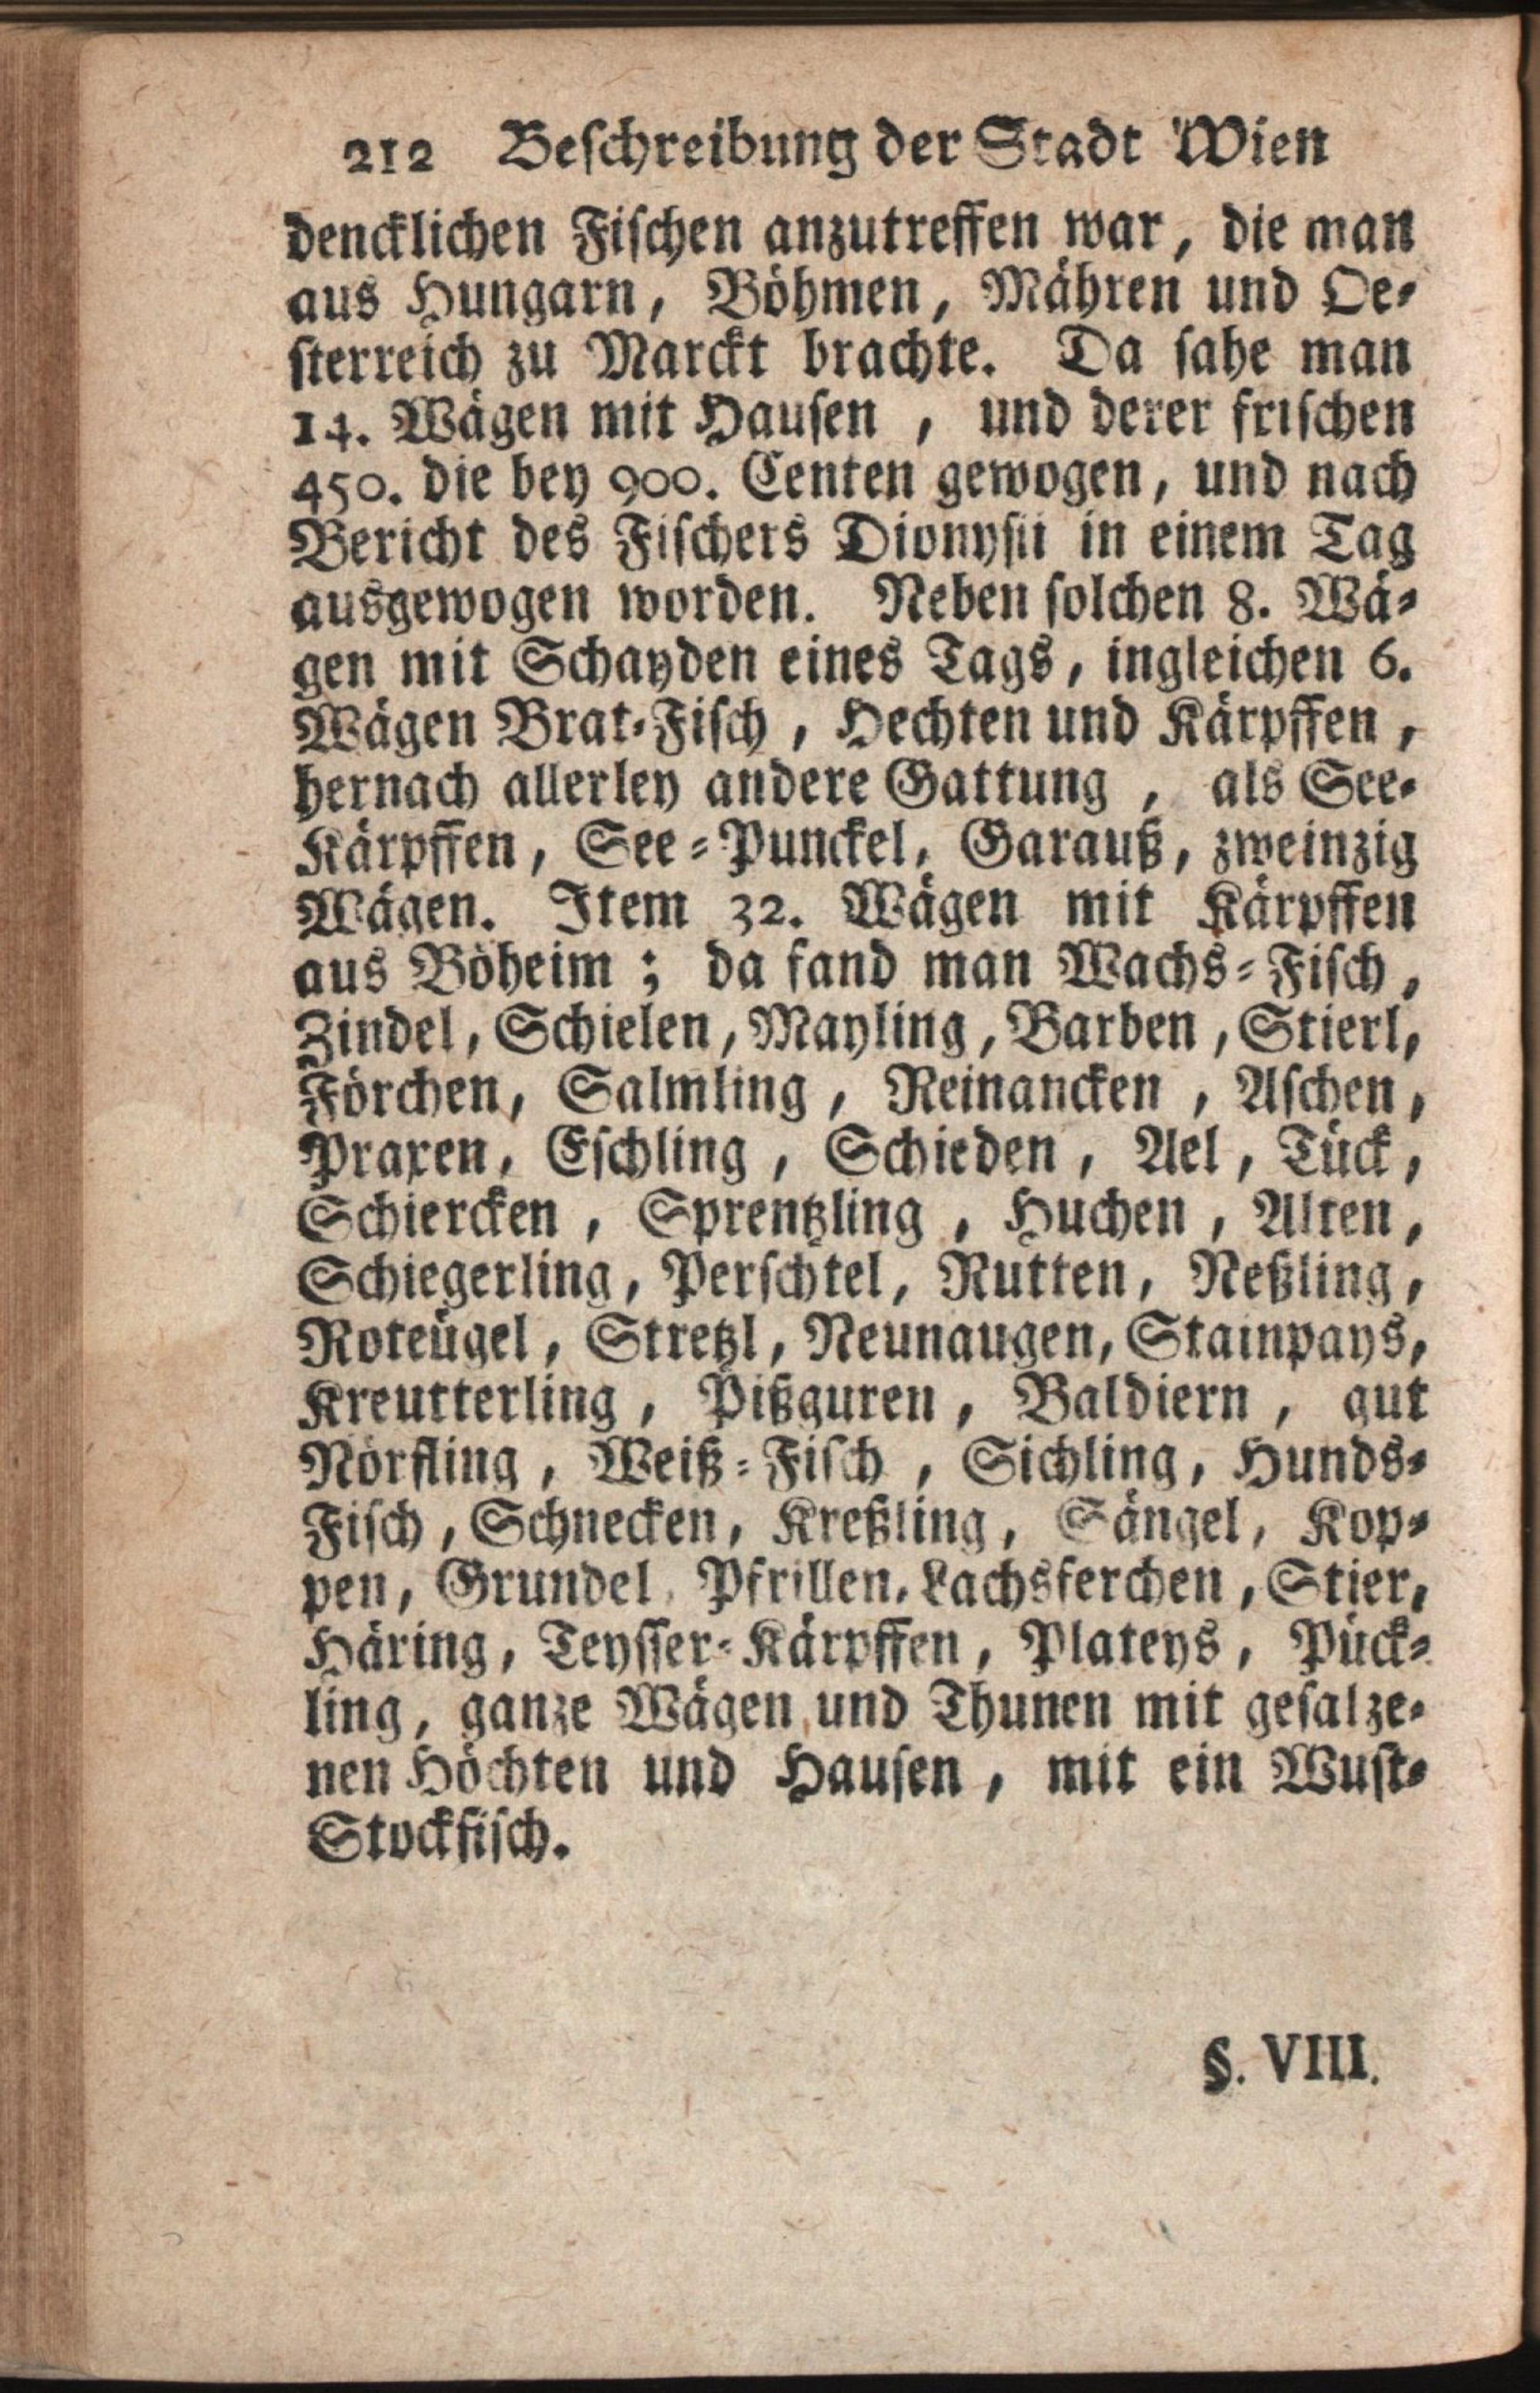 212 Beschreibung der Stadt Wien
dencklichen Fischen anzutreffen war, die man
aus Hungarn, Böhmen, Mähren und Oe-
sterreich zu Marckt brachte. Da sahe man
14. Wägen mit Hausen, und derer frischen
450. die bey 900. Centen gewogen, und nach
Bericht des Fischers Dionysii in einem Tag
ausgewogen worden. Neben solchen 8. Wä-
gen mit Schayden eines Tags, ingleichen 6.
Wägen Brat-Fisch, Hechten und Kärpffen,
hernach allerley andere Gattung, als See-
Kärpffen, See-Punckel, Garauß, zweinzig
Wägen. Item 32. Wägen mit Kärpffen
aus Böheim; da fand man Wachs-Fisch,
Zindel, Schielen, Mayling, Barben, Stierl,
Förchen, Salmling, Reinancken, Aschen,
Praxen, Eschling, Schieden, Ael, Tück,
Schiercken, Sprentzling, Huchen, Alten,
Schiegerling, Perschtel, Rutten, Neßling,
Roteügel, Stretzl, Neunaugen, Stampays,
Kreutterling, Pißguren, Baldiern, gut
Nörfling, Weiß-Fisch, Sichling, Hunds-
Fisch, Schnecken, Kreßling, Sängel, Kop-
pen, Grundel, Pfrillen, Lachsferchen, Stier,
Häring, Teysser-Kärpffen, Plateys, Pück-
ling, ganze Wägen und Thunen mit gesalze-
nen Höchten und Hausen, mit ein Wust-
Stockfisch.
§. VIII.